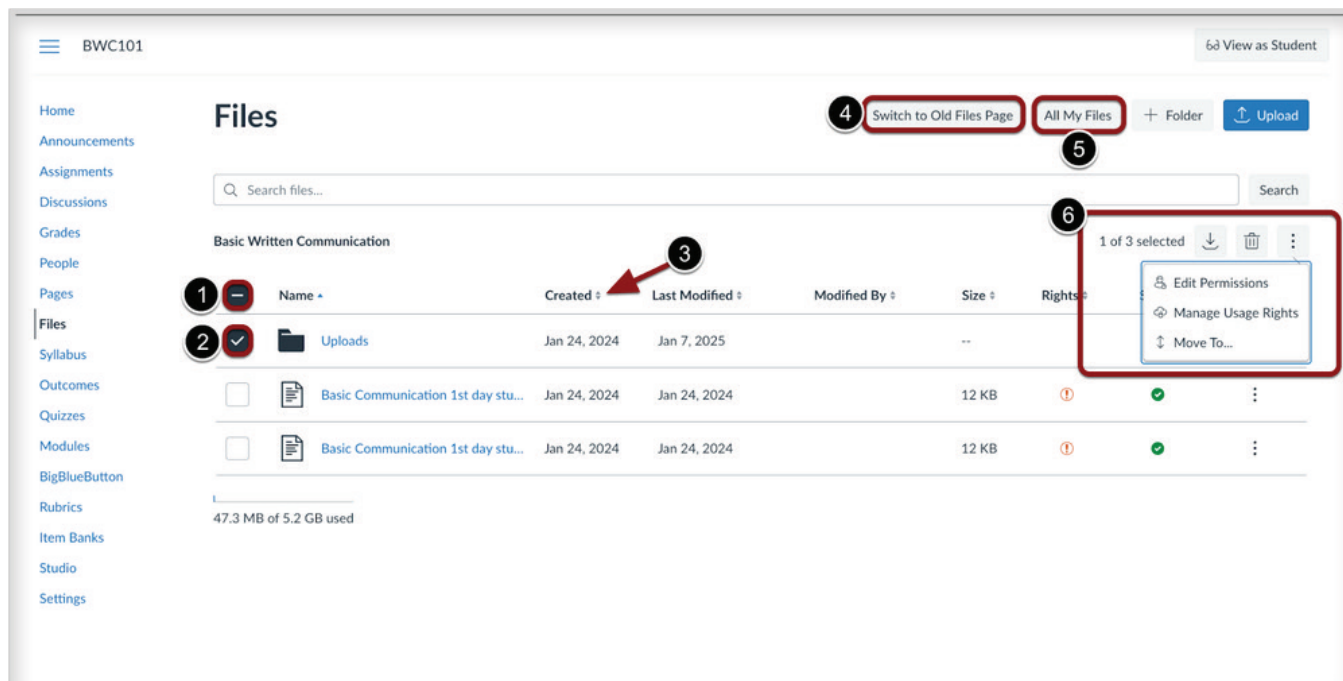 BWC101
View as Student
Home
Announcements
Assignments
Discussions
Grades
People
Pages
Files
Syllabus
Outcomes
Quizzes
Modules
BigBlueButton
Rubrics
Item Banks
Studio
Settings
Files
4 Switch to Old Files Page All My Files + Folder Upload
5
Search files... Search
6
Basic Written Communication 1 of 3 selected
3
Edit Permissions
Manage Usage Rights
Move To...
1 Name Created Last Modified Modified By Size Rights
2 Uploads Jan 24, 2024 Jan 7, 2025 --
Basic Communication 1st day stu... Jan 24, 2024 Jan 24, 2024 12 KB
Basic Communication 1st day stu... Jan 24, 2024 Jan 24, 2024 12 KB
47.3 MB of 5.2 GB used